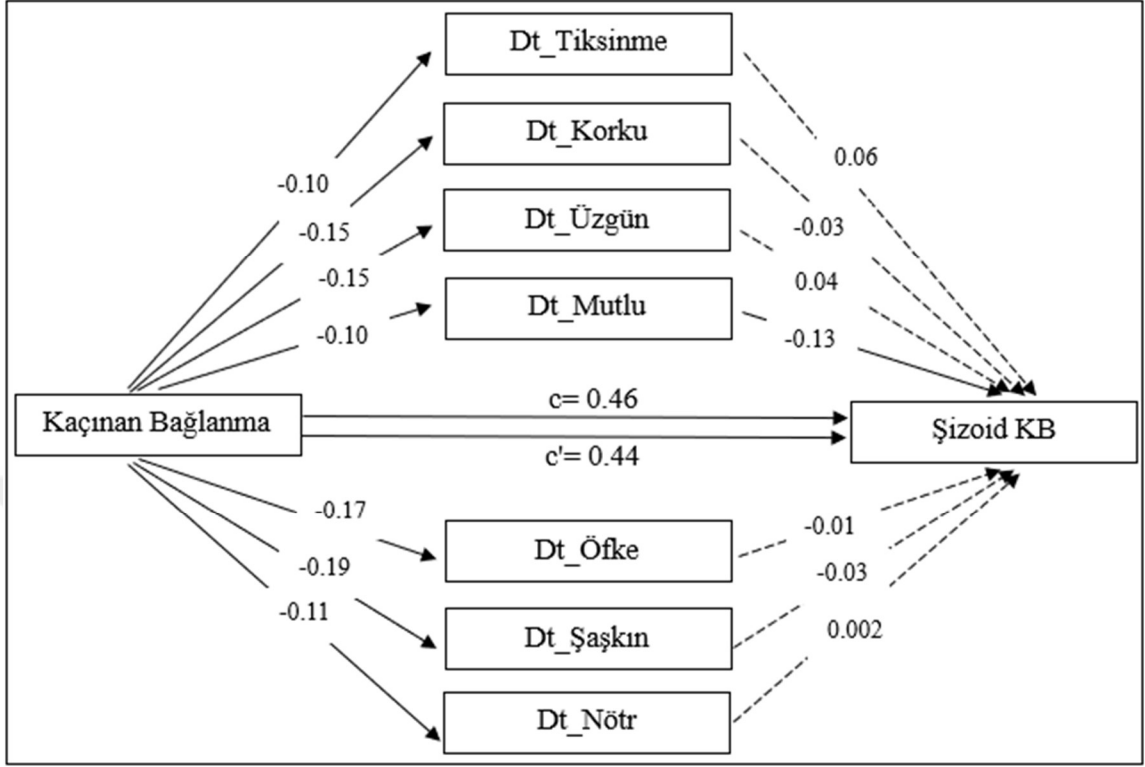 Dt_Tiksinme
Dt_Korku
0.06
-0.10
Dt_Üzgün
-0.15
-0.03
-0.15
0.04
Dt_Mutlu
-0.10
-0.13
c= 0.46
Kaçınan Bağlanma
Şizoid KB
c'= 0.44
-0.17
-0.01
Dt_Öfke
-0.19
-0.03
-0.11
0.002
Dt_Şaşkın
Dt_Nötr